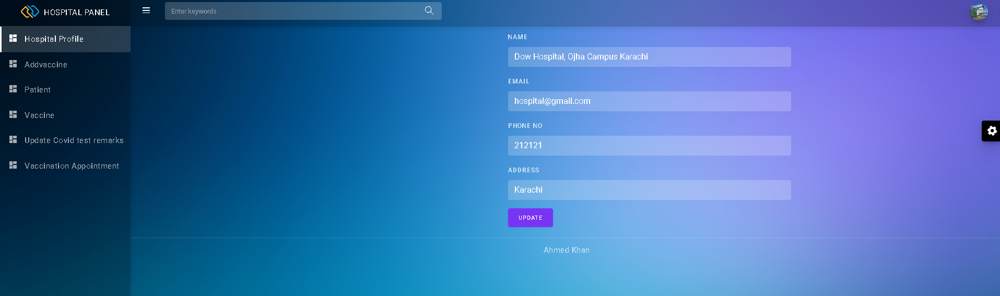 HOSPITAL PANEL
Enter keywords
Hospital Profile
Addvaccine
Patient
Vaccine
Update Covid test remarks
Vaccination Appointment
NAME
Dow Hospital, Ojha Campus Karachi
EMAIL
hospital@gmail.com
PHONE NO
212121
ADDRESS
Karachi
UPDATE
Ahmed Khan